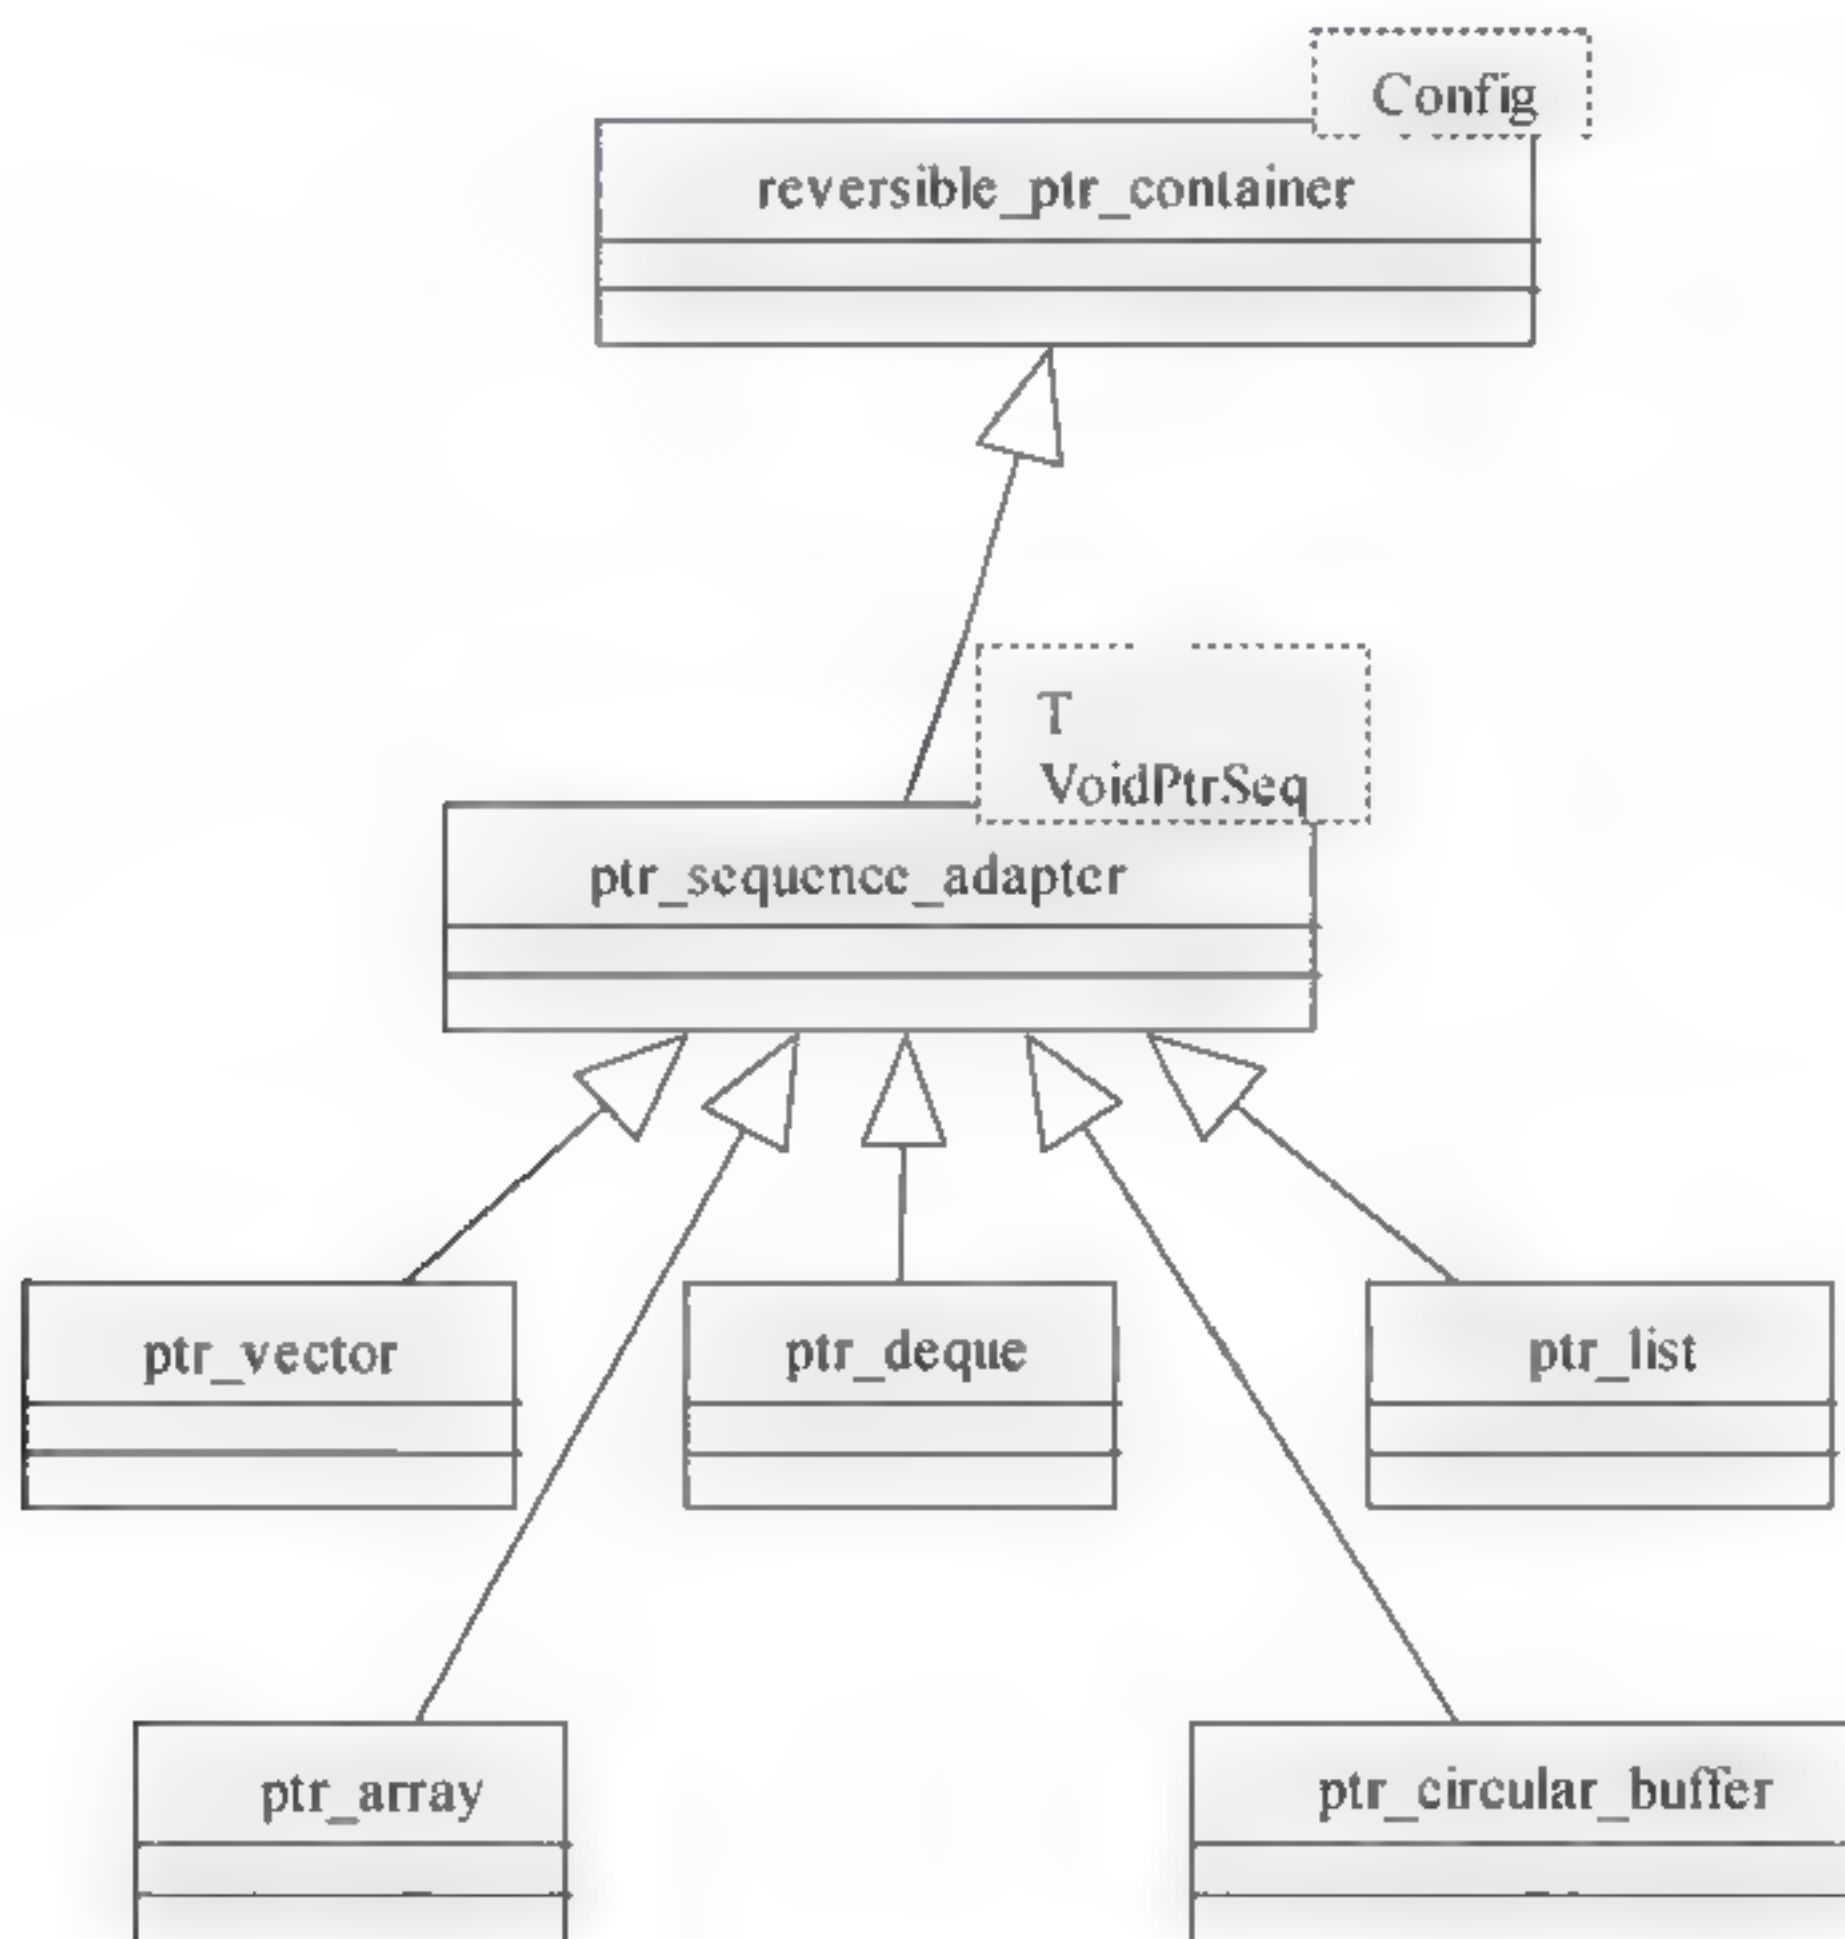 Config
reversible_ptr_container
T
VoidPtrSeq
ptr_sequence_adapter
ptr_vector
ptr_deque
ptr_list
ptr_array
ptr_circular_buffer